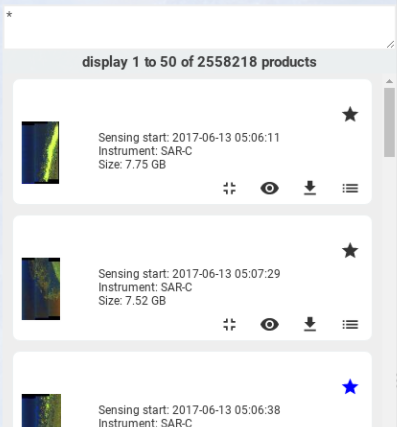 *
display 1 to 50 of 2558218 products
Sensing start: 2017-06-13 05:06:11
Instrument: SAR-C
Size: 7.75 GB
Sensing start: 2017-06-13 05:07:29
Instrument: SAR-C
Size: 7.52 GB
Sensing start: 2017-06-13 05:06:38
Instrument: SAR-C